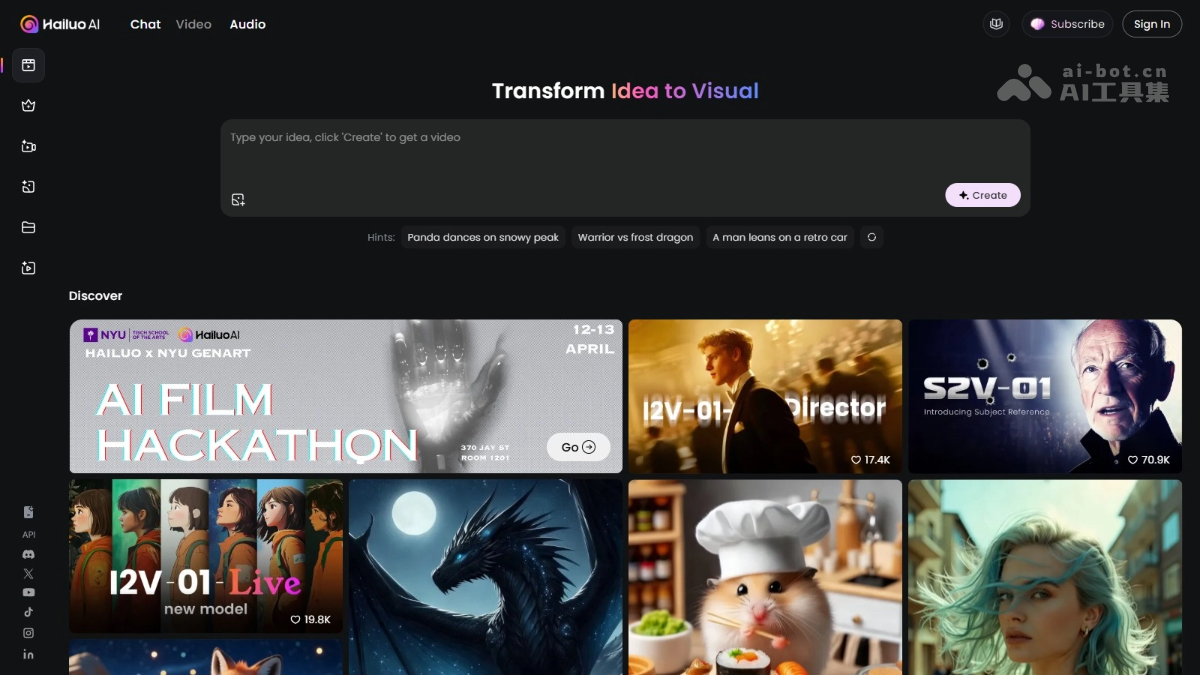 Hailuo AI
Chat
Video
Audio
Subscribe
Sign In
ai-bot.cn
AI工具集
Transform Idea to Visual
Type your idea, click 'Create' to get a video
Create
Hints:
Panda dances on snowy peak
Warrior vs frost dragon
A man leans on a retro car
Discover
NYU
TISCH SCHOOL
OF THE ARTS
Hailuo AI
HAILUO x NYU GENART
12-13
APRIL
AI FILM
HACKATHON
370 JAY ST
ROOM 1201
Go
I2V-01-Director
17.4K
S2V-01
Introducing Subject Reference
70.9K
I2V-01-Live
new model
19.8K
API